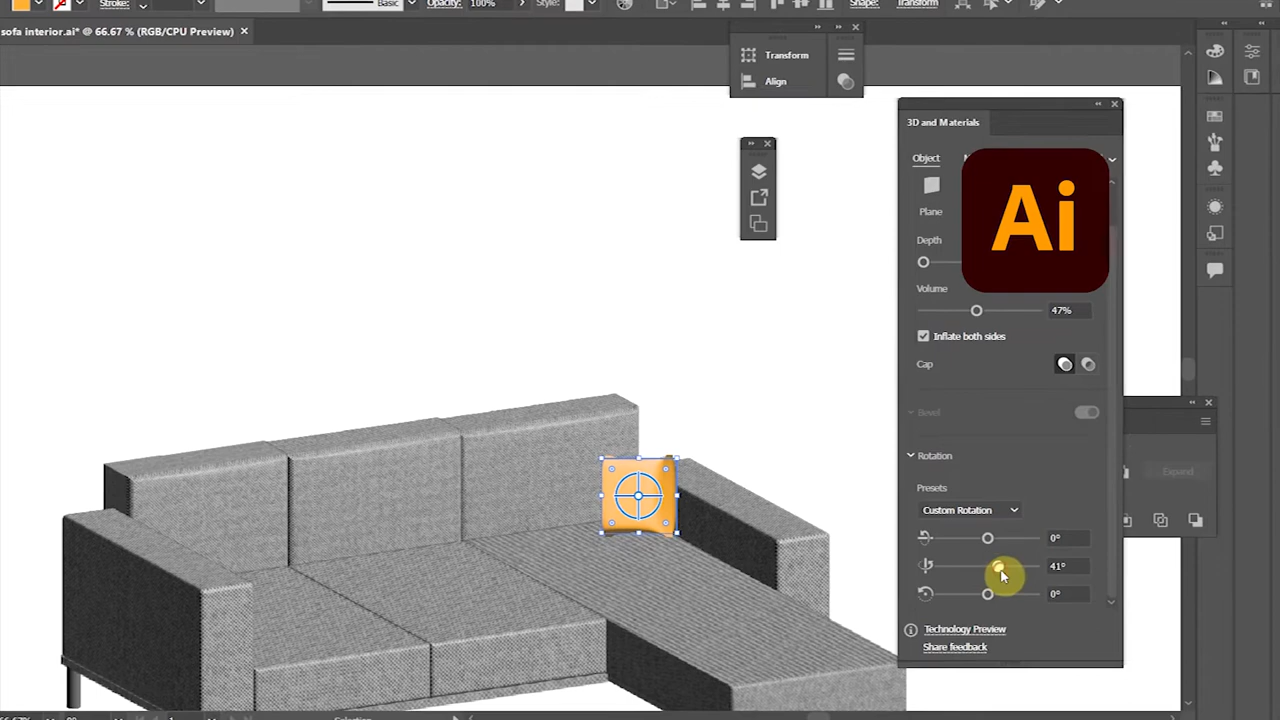 Stroke:
Basic
Opacity:
100%
Style:
Shape:
Transform
sofa interior.ai* @ 66.67 % (RGB/CPU Preview)
Transform
Align
3D and Materials
Object
Ai
Plane
Depth
Volume
47%
Inflate both sides
Cap
Bevel
Rotation
Expand
Presets
Custom Rotation
0°
41°
0°
Technology Preview
Share feedback
Selection